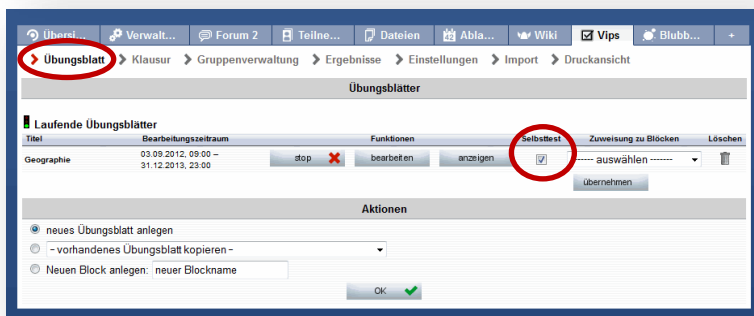 Übersi... Verwalt... Forum 2 Teilne... Dateien Abla... Wiki Vips Blubb... +
Übungsblatt Klausur Gruppenverwaltung Ergebnisse Einstellungen Import Druckansicht
Übungsblätter
Laufende Übungsblätter
Titel Bearbeitungszeitraum Funktionen Selbsttest Zuweisung zu Blöcken Löschen
Geographie 03.09.2012, 09:00 – stop bearbeiten anzeigen ------ auswählen -------
31.12.2013, 23:00
übernehmen
Aktionen
neues Übungsblatt anlegen
- vorhandenes Übungsblatt kopieren -
Neuen Block anlegen: neuer Blockname
OK